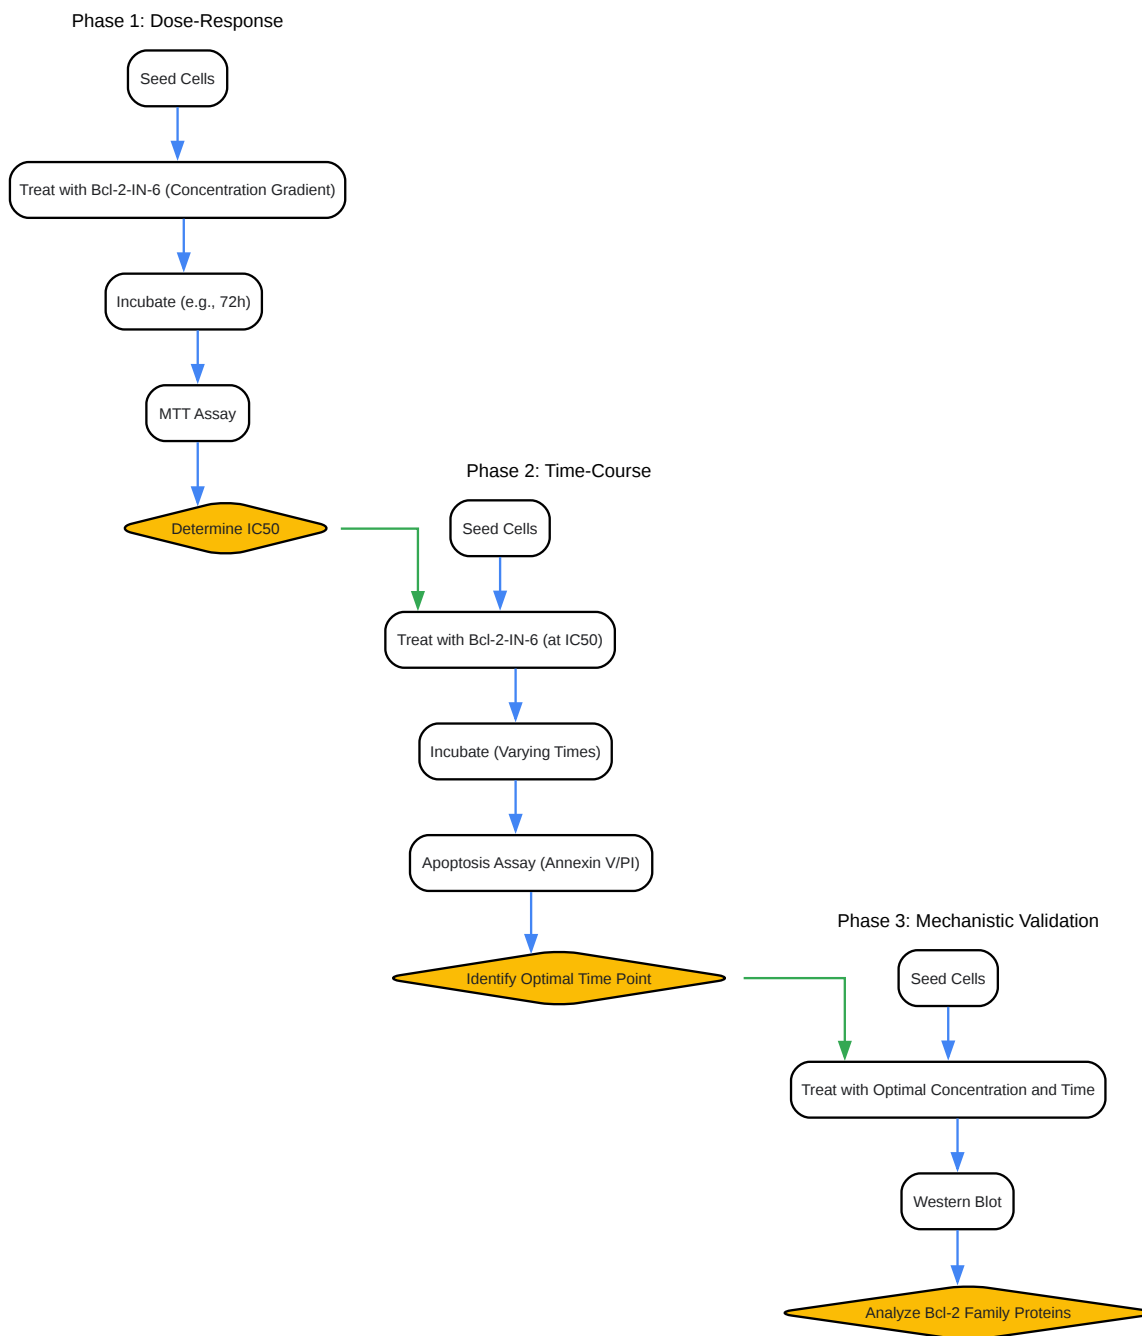 Phase 1: Dose-Response
Seed Cells
Treat with Bcl-2-IN-6 (Concentration Gradient)
Incubate (e.g., 72h)
MTT Assay
Determine IC50
Phase 2: Time-Course
Seed Cells
Treat with Bcl-2-IN-6 (at IC50)
Incubate (Varying Times)
Apoptosis Assay (Annexin V/PI)
Identify Optimal Time Point
Phase 3: Mechanistic Validation
Seed Cells
Treat with Optimal Concentration and Time
Western Blot
Analyze Bcl-2 Family Proteins